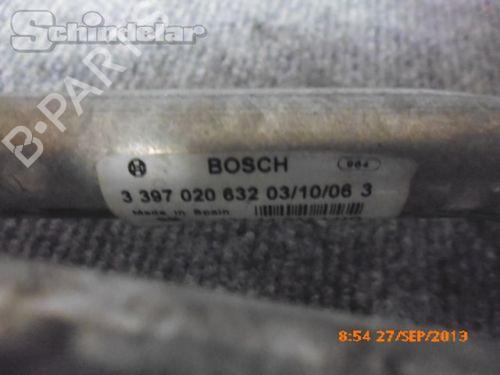 Schindelar
B-PARTS
BOSCH 984
3 397 020 632 03/10/06 3
Made in Spain
8:54 27/SEP/2013